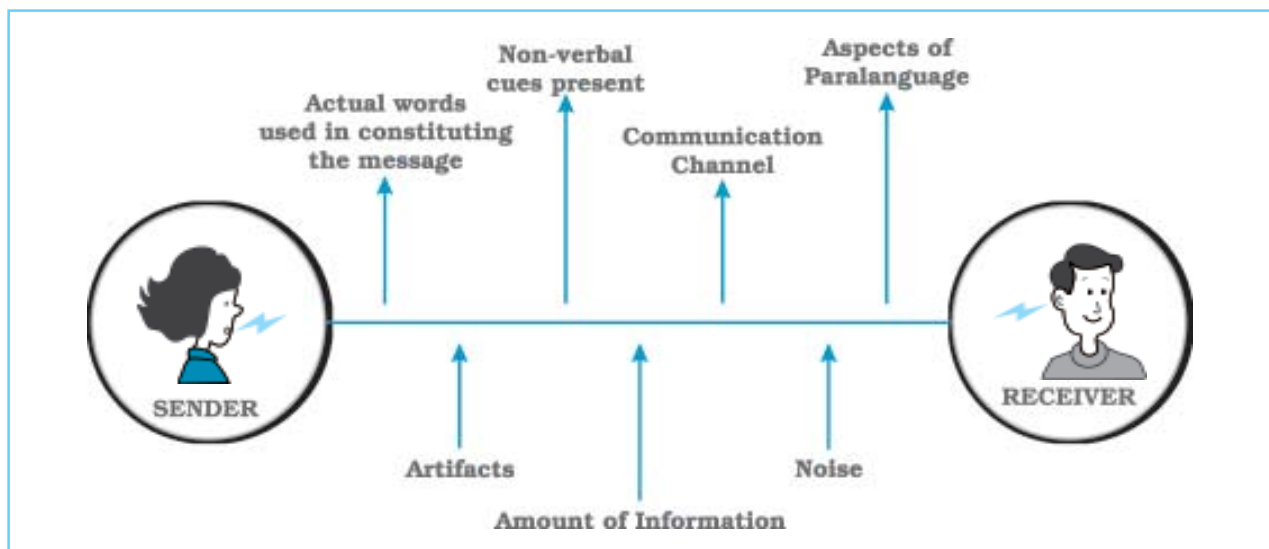 Non-verbal
cues present
Aspects of
Paralanguage
Actual words
used in constituting
the message
Communication
Channel
SENDER
RECEIVER
Artifacts
Noise
Amount of Information